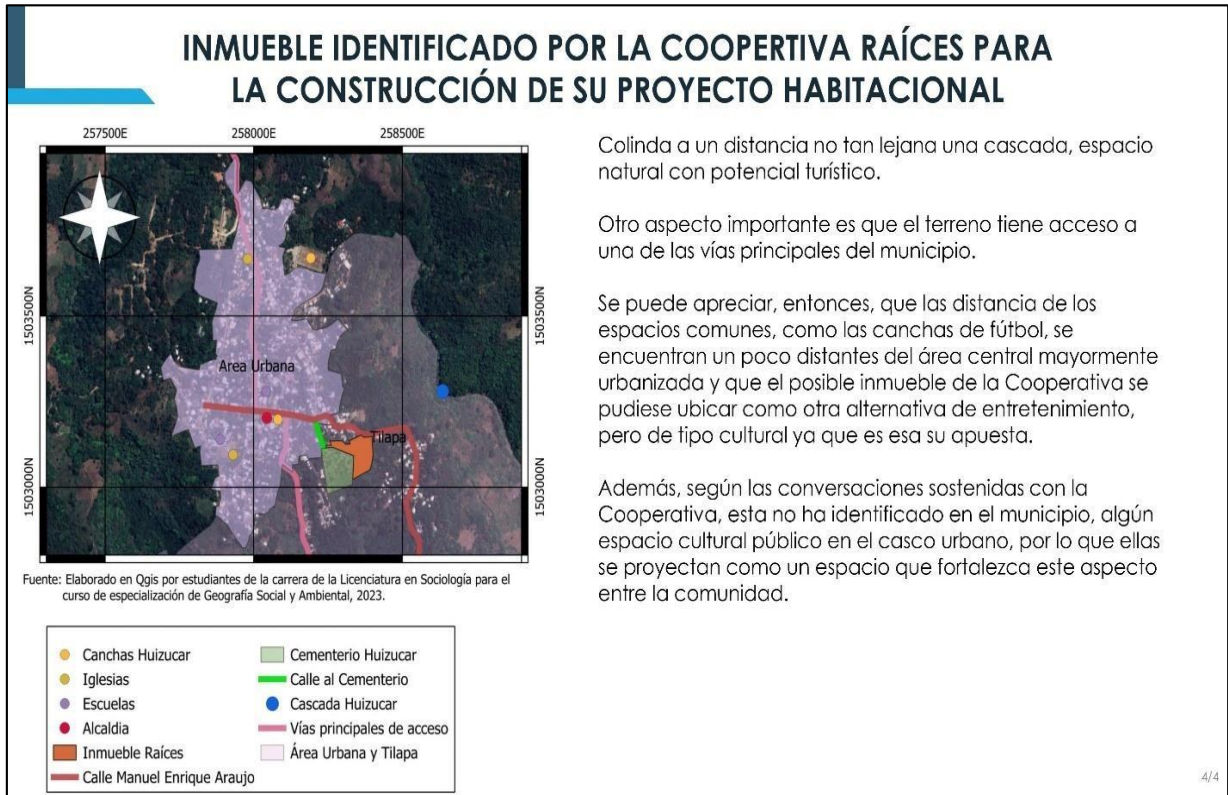 INMUEBLE IDENTIFICADO POR LA COOPERTIVA RAÍCES PARA
LA CONSTRUCCIÓN DE SU PROYECTO HABITACIONAL
257500E 258000E 258500E
1503500N 1503500N
1503000N 1503000N
Area Urbana
Tilapa
Fuente: Elaborado en Qgis por estudiantes de la carrera de la Licenciatura en Sociología para el
curso de especialización de Geografía Social y Ambiental, 2023.
Canchas Huizucar
Iglesias
Escuelas
Alcaldia
Inmueble Raíces
Calle Manuel Enrique Araujo
Cementerio Huizucar
Calle al Cementerio
Cascada Huizucar
Vías principales de acceso
Área Urbana y Tilapa
Colinda a un distancia no tan lejana una cascada, espacio
natural con potencial turístico.
Otro aspecto importante es que el terreno tiene acceso a
una de las vías principales del municipio.
Se puede apreciar, entonces, que las distancia de los
espacios comunes, como las canchas de fútbol, se
encuentran un poco distantes del área central mayormente
urbanizada y que el posible inmueble de la Cooperativa se
pudiese ubicar como otra alternativa de entretenimiento,
pero de tipo cultural ya que es esa su apuesta.
Además, según las conversaciones sostenidas con la
Cooperativa, esta no ha identificado en el municipio, algún
espacio cultural público en el casco urbano, por lo que ellas
se proyectan como un espacio que fortalezca este aspecto
entre la comunidad.
4/4